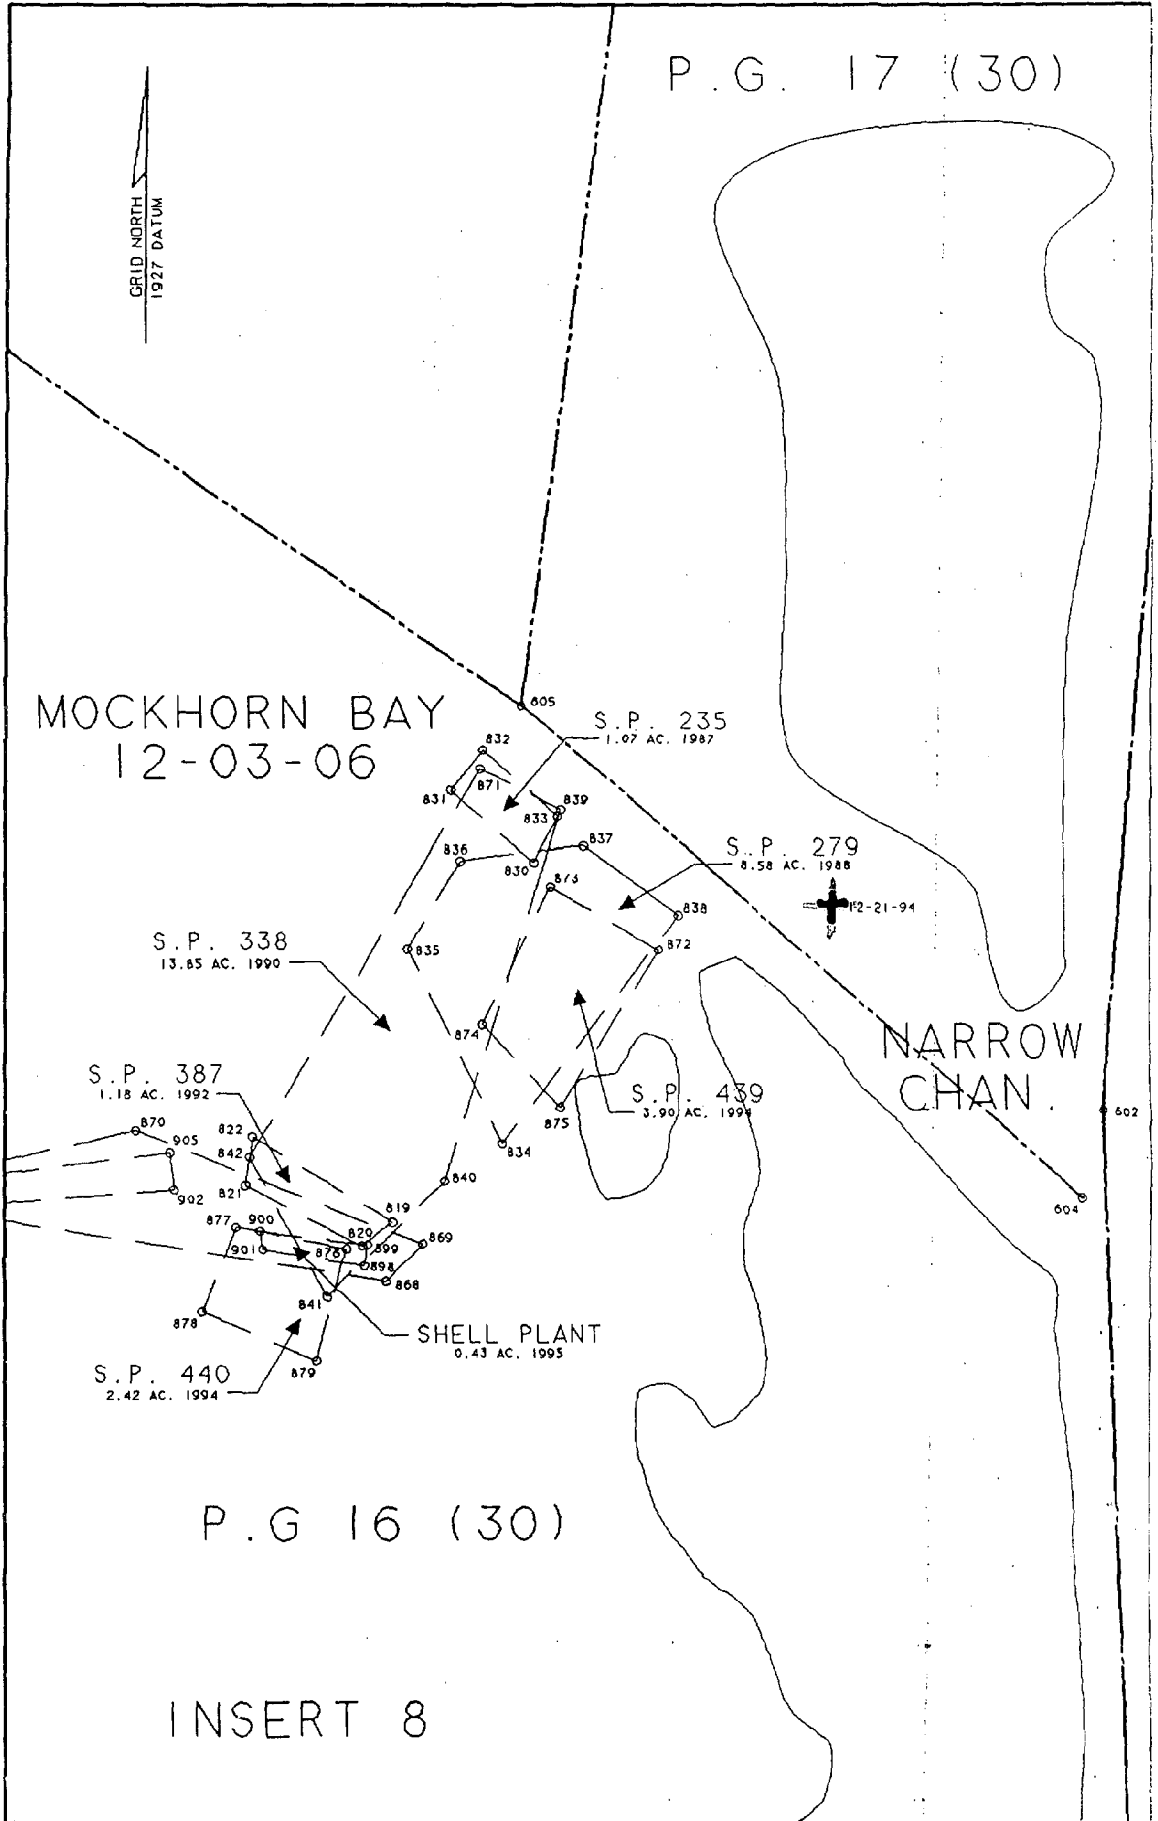 P.G. 17 (30)
GRID NORTH
1927 DATUM
605
MOCKHORN BAY
12-03-06
S.P. 235
1.07 AC. 1987
832
871
831
839
833
837
836
830
873
S.P. 279
8.58 AC. 1988
838
12-21-94
872
835
S.P. 338
13.85 AC. 1990
874
NARROW
CHAN.
S.P. 387
1.18 AC. 1992
S.P. 439
3.90 AC. 1994
875
602
870
822
905
834
842
821
902
840
604
819
877
900
820
899
869
901
876
898
868
841
878
SHELL PLANT
0.43 AC. 1995
879
S.P. 440
2.42 AC. 1994
P.G 16 (30)
INSERT 8